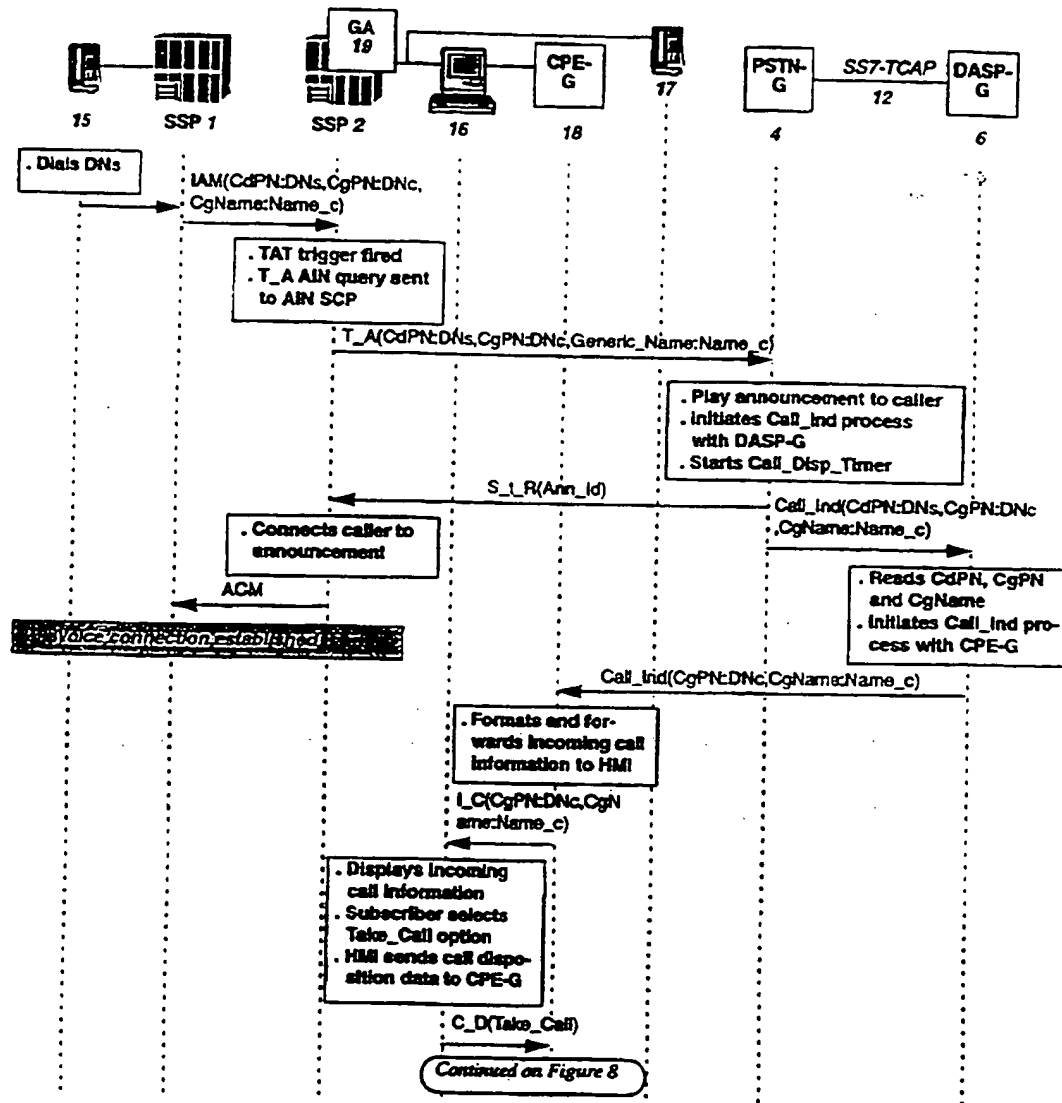 GA
19
CPE-
G
PSTN-
G
SS7-TCAP
12
DASP-
G
15
SSP 1
SSP 2
16
18
17
4
6
. Dials DNs
IAM(CdPN:DNs,CgPN:DNc,
CgName:Name_c)
. TAT trigger fired
. T_A AIN query sent
to AIN SCP
T_A(CdPN:DNs,CgPN:DNc,Generic_Name:Name_c)
. Play announcement to caller
. Initiates Call_Ind process
with DASP-G
. Starts Call_Disp_Timer
S_t_R(Ann_id)
Call_Ind(CdPN:DNs,CgPN:DNc
,CgName:Name_c)
. Connects caller to
announcement
ACM
. Reads CdPN, CgPN
and CgName
. Initiates Call_Ind pro-
cess with CPE-G
Voice connection established
Call_Ind(CgPN:DNc,CgName:Name_c)
. Formats and for-
wards incoming call
information to HMI
I_C(CgPN:DNc,CgN
ame:Name_c)
. Displays incoming
call information
. Subscriber selects
Take_Call option
. HMI sends call dispo-
sition data to CPE-G
C_D(Take_Call)
Continued on Figure 8